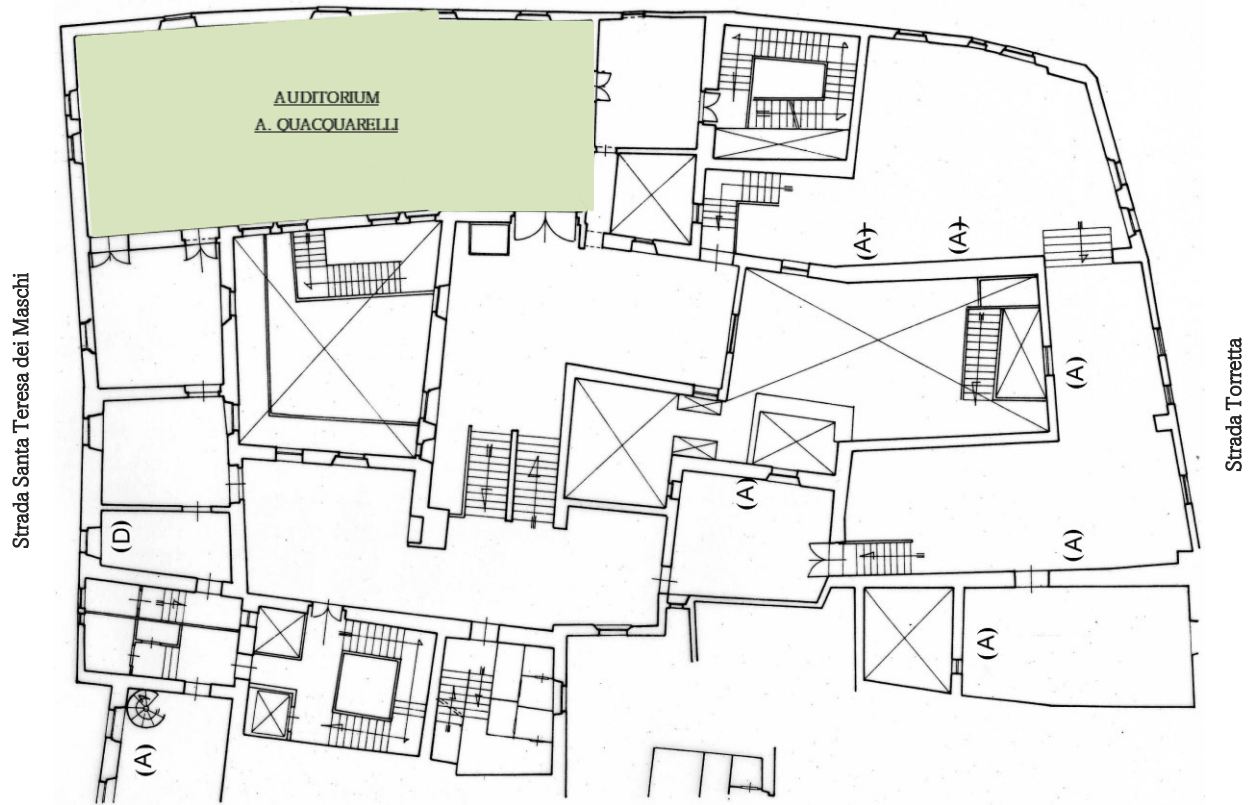 AUDITORIUM
A. QUACQUARELLI
Strada Santa Teresa dei Maschi
Strada Torretta
(A)
(A)
(A)
(A)
(A)
(D)
(A)
(A)